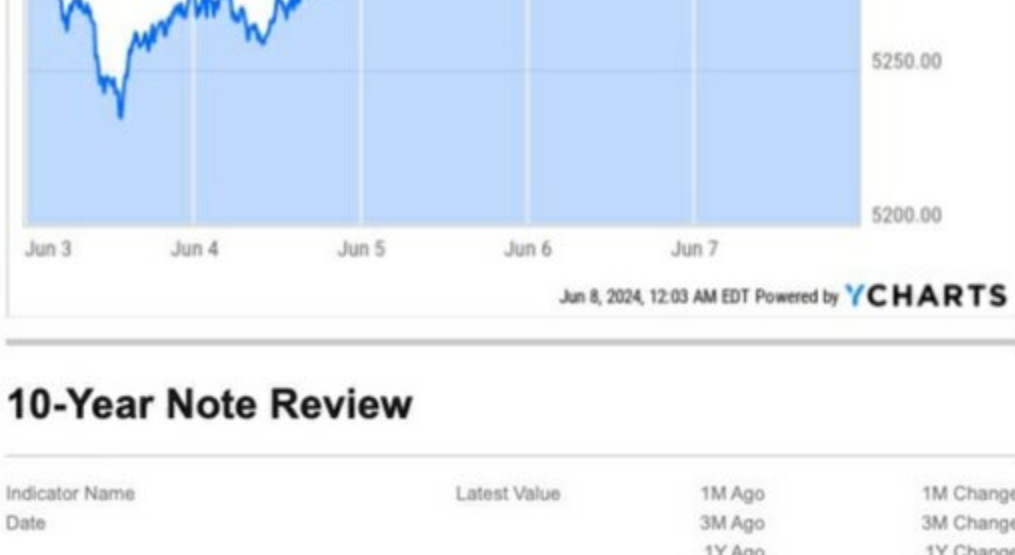 5250.00
5200.00
Jun 3 Jun 4 Jun 5 Jun 6 Jun 7
Jun 8, 2024, 12:03 AM EDT Powered by YCHARTS
10-Year Note Review
Indicator Name Latest Value 1M Ago 1M Change
Date 3M Ago 3M Change
1Y Ago 1Y Change